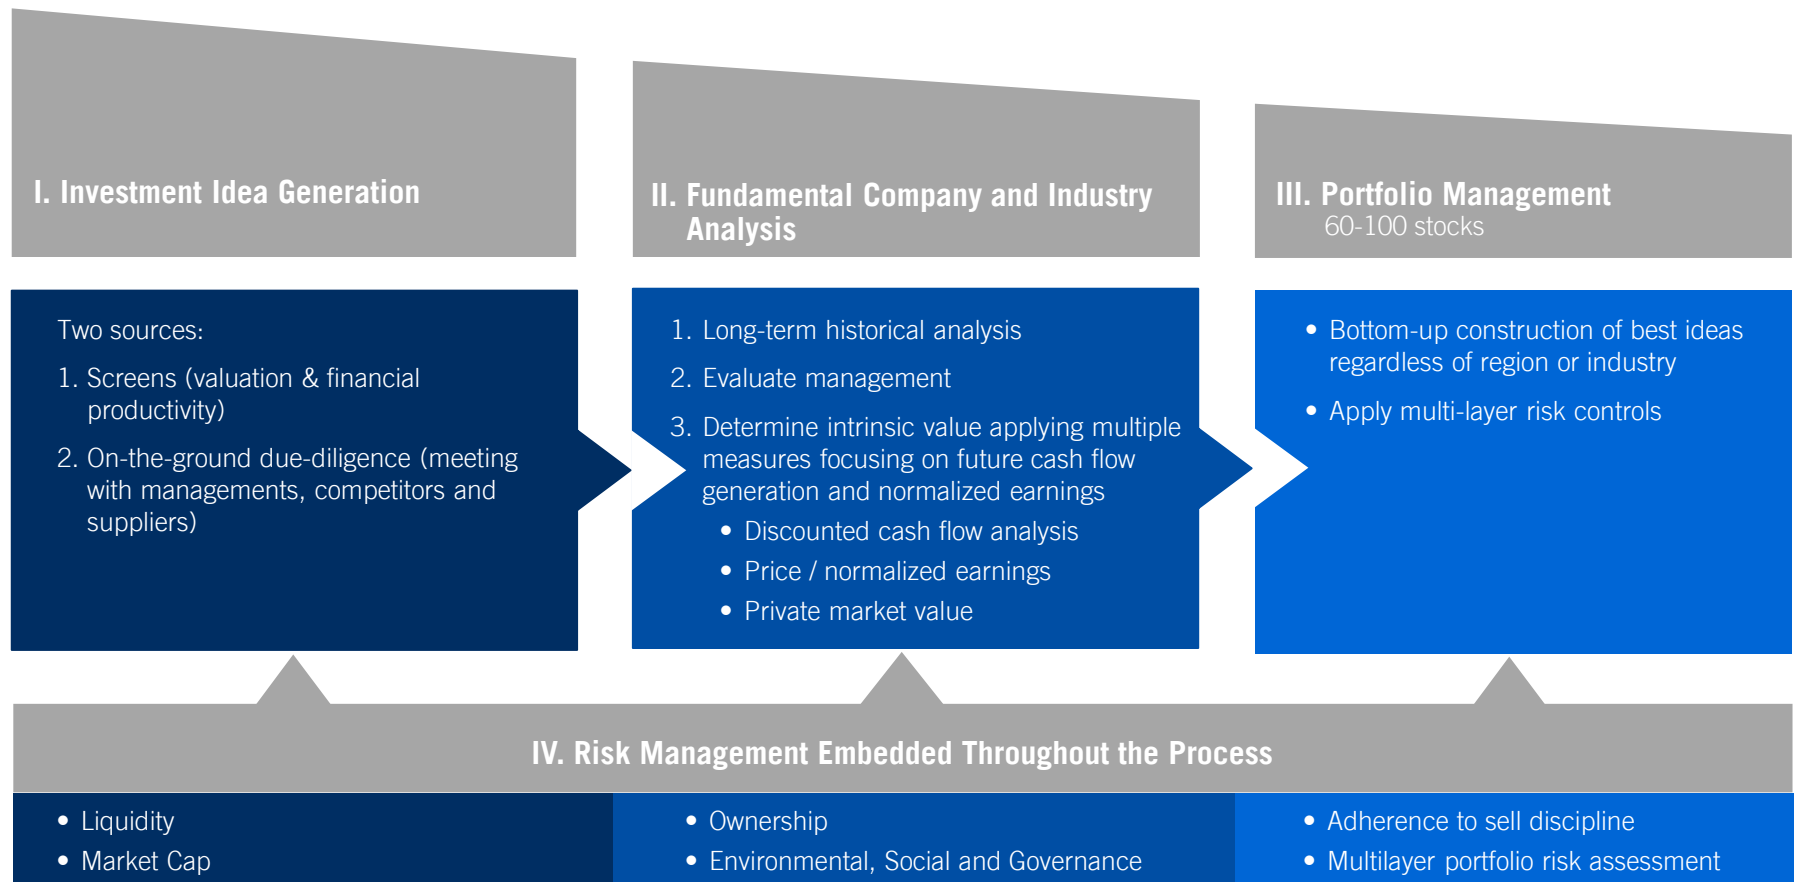 I. Investment Idea Generation
II. Fundamental Company and Industry
Analysis
III. Portfolio Management
60-100 stocks
Two sources:
1. Screens (valuation & financial
productivity)
2. On-the-ground due-diligence (meeting
with managements, competitors and
suppliers)
1. Long-term historical analysis
2. Evaluate management
3. Determine intrinsic value applying multiple
measures focusing on future cash flow
generation and normalized earnings
• Discounted cash flow analysis
• Price / normalized earnings
• Private market value
• Bottom-up construction of best ideas
regardless of region or industry
• Apply multi-layer risk controls
IV. Risk Management Embedded Throughout the Process
• Liquidity
• Market Cap
• Ownership
• Environmental, Social and Governance
• Adherence to sell discipline
• Multilayer portfolio risk assessment